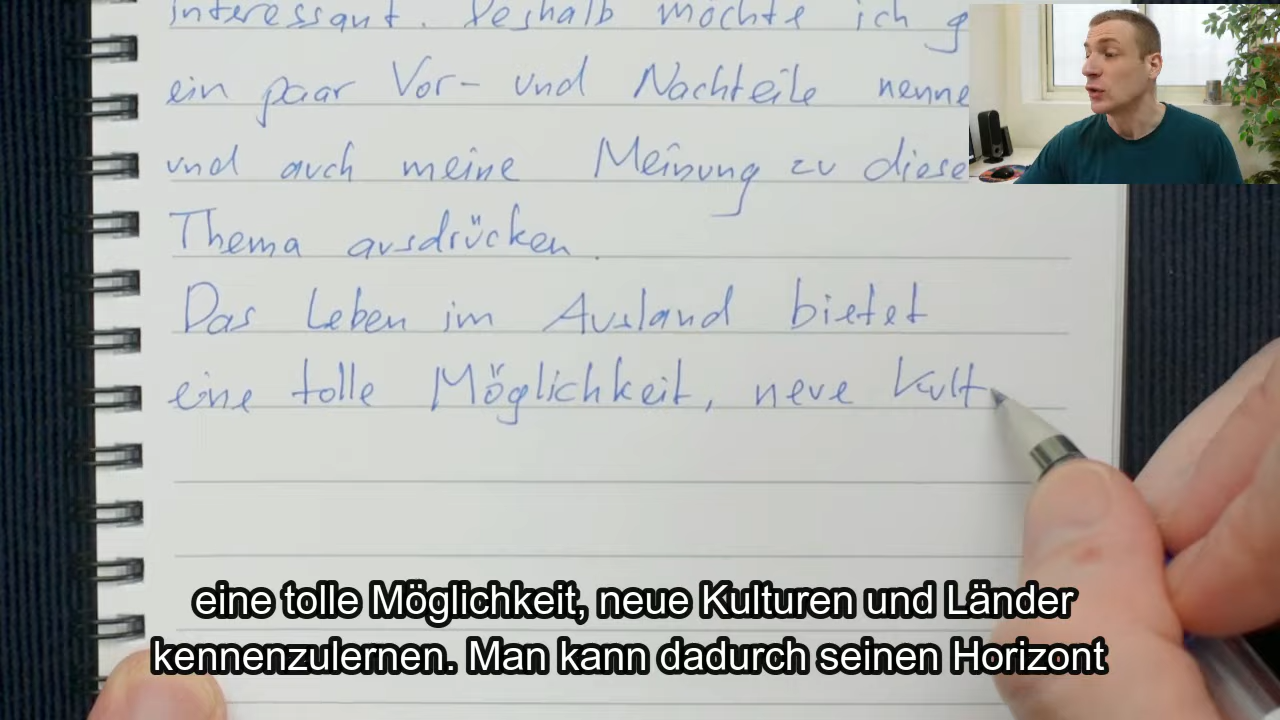 interessant. Deshalb möchte ich g
ein paar Vor- und Nachteile nenne
und auch meine Meinung zu diese
Thema ausdrücken.
Das Leben im Ausland bietet
eine tolle Möglichkeit, neue Kult
eine tolle Möglichkeit, neue Kulturen und Länder
kennenzulernen. Man kann dadurch seinen Horizont